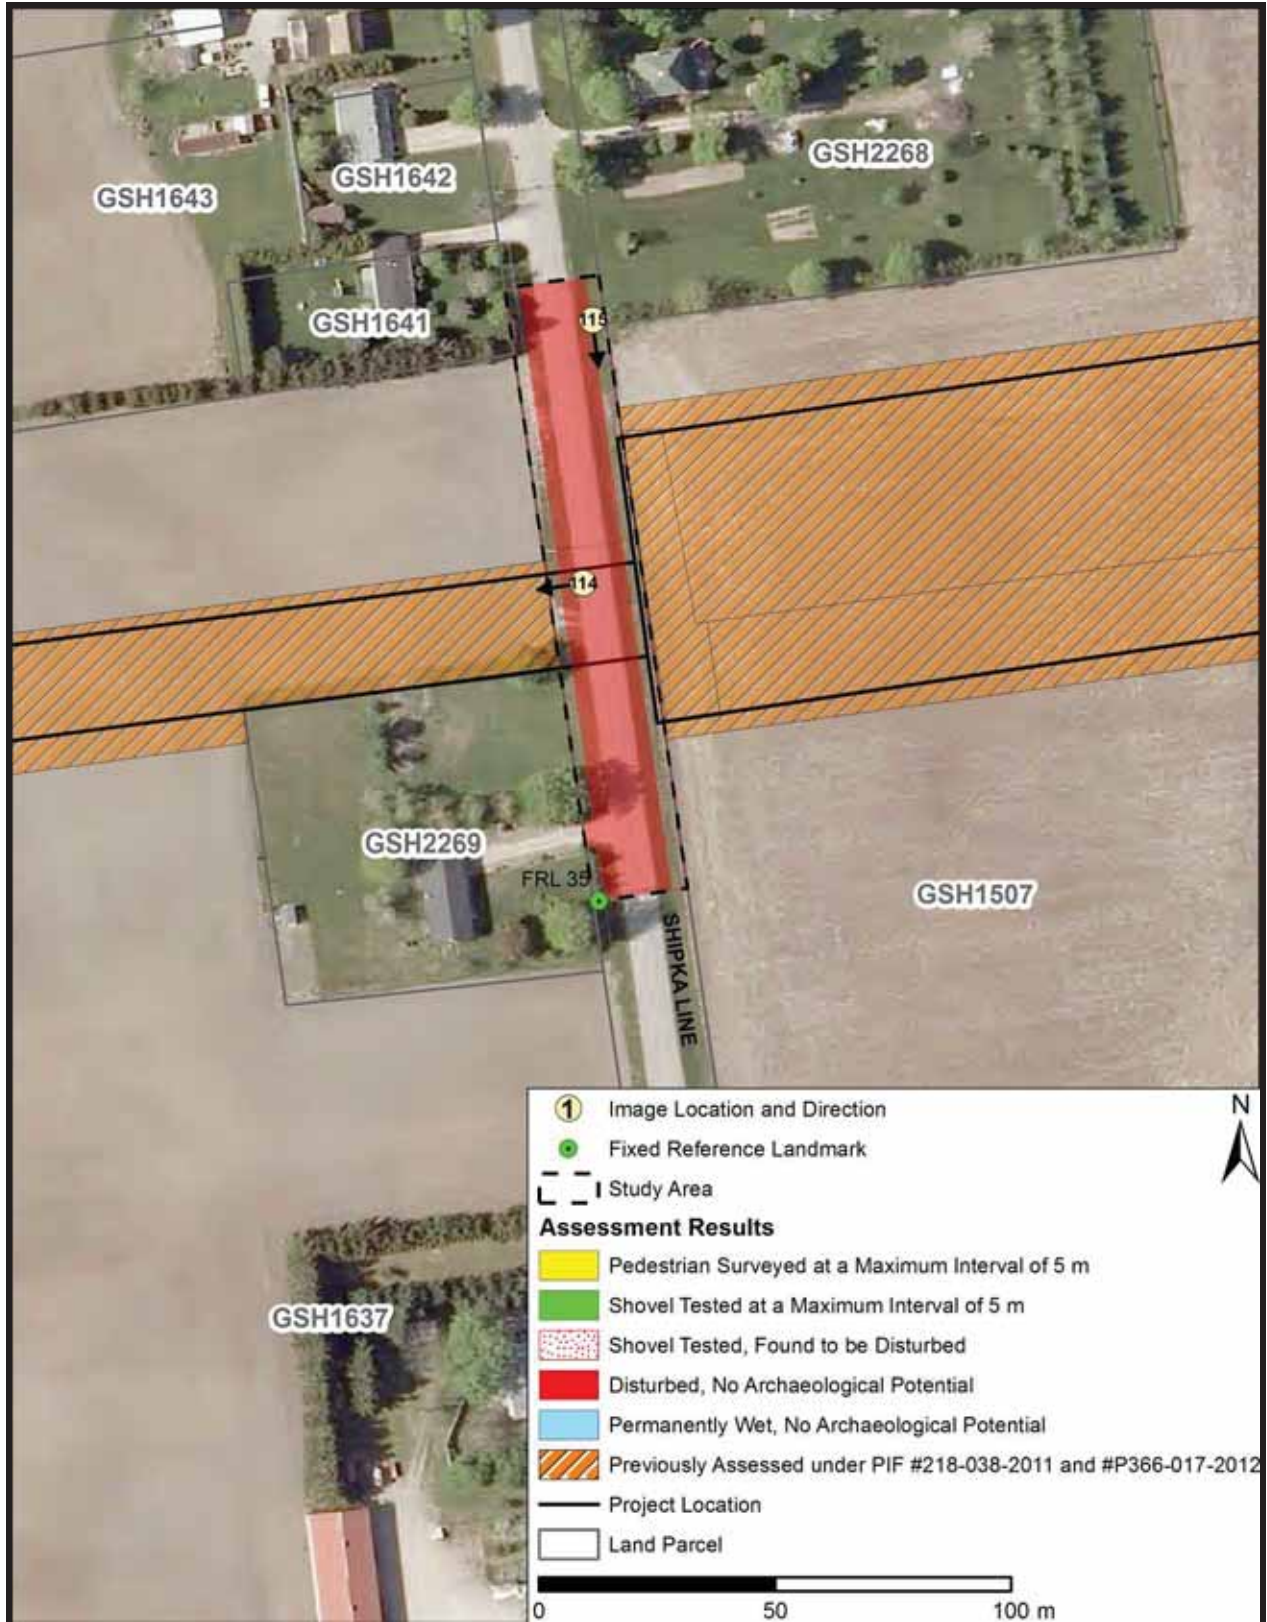 GSH2268
GSH1642
GSH1643
GSH1641
115
114
GSH2269
FRL 35
GSH1507
SHIPKA LINE
GSH1637
1 Image Location and Direction
N
Fixed Reference Landmark
Study Area
Assessment Results
Pedestrian Surveyed at a Maximum Interval of 5 m
Shovel Tested at a Maximum Interval of 5 m
Shovel Tested, Found to be Disturbed
Disturbed, No Archaeological Potential
Permanently Wet, No Archaeological Potential
Previously Assessed under PIF #218-038-2011 and #P366-017-2012
Project Location
Land Parcel
0 50 100 m